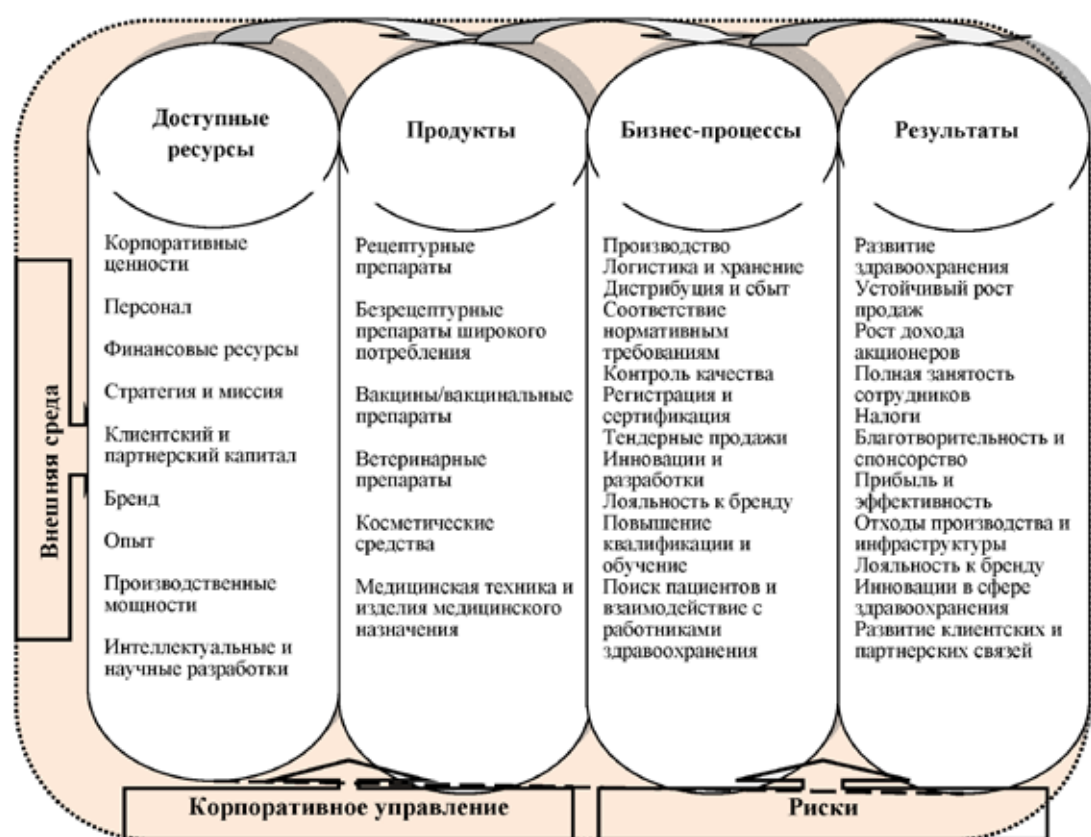 Доступные
ресурсы
Корпоративные
ценности
Персонал
Финансовые ресурсы
Стратегия и миссия
Клиентский и
партнерский капитал
Бренд
Опыт
Производственные
мощности
Интеллектуальные и
научные разработки
Продукты
Рецептурные
препараты
Безрецептурные
препараты широкого
потребления
Вакцины/вакцинальные
препараты
Ветеринарные
препараты
Косметические
средства
Медицинская техника и
изделия медицинского
назначения
Бизнес-процессы
Производство
Логистика и хранение
Дистрибуция и сбыт
Соответствие
нормативным
требованиям
Контроль качества
Регистрация и
сертификация
Тендерные продажи
Инновации и
разработки
Лояльность к бренду
Повышение
квалификации и
обучение
Поиск пациентов и
взаимодействие с
работниками
здравоохранения
Результаты
Развитие
здравоохранения
Устойчивый рост
продаж
Рост дохода
акционеров
Полная занятость
сотрудников
Налоги
Благотворительность и
спонсорство
Прибыль и
эффективность
Отходы производства и
инфраструктуры
Лояльность к бренду
Инновации в сфере
здравоохранения
Развитие клиентских и
партнерских связей
Внешняя среда
Корпоративное управление
Риски